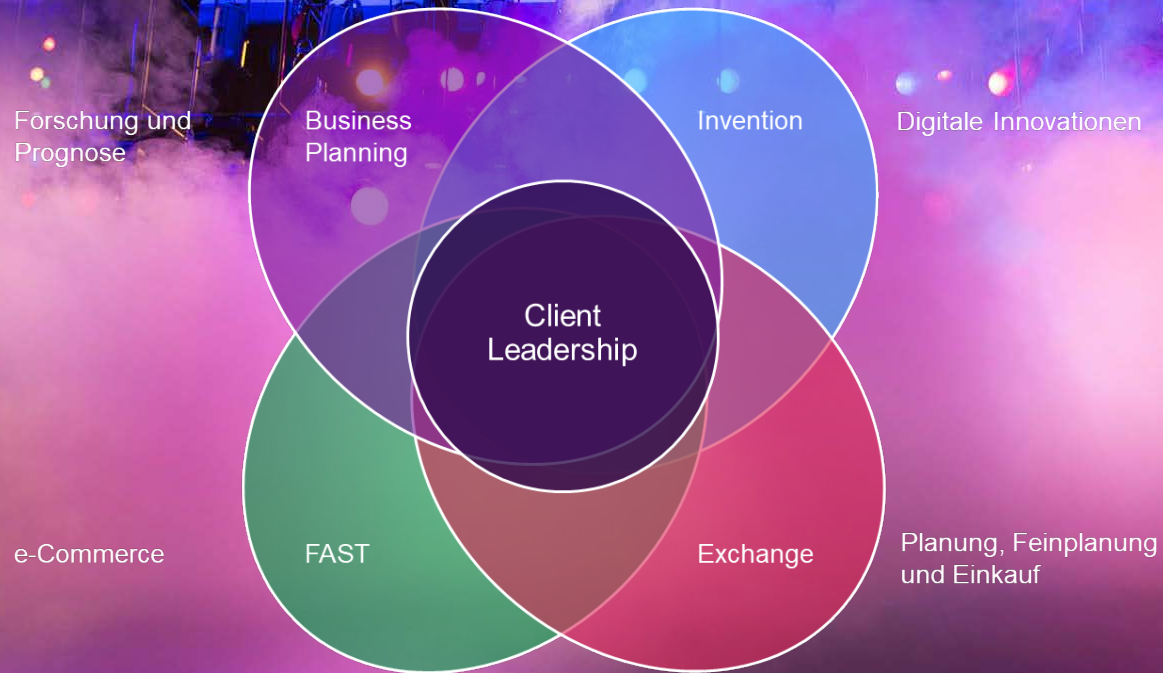 Forschung und
Prognose
Business
Planning
Invention
Digitale Innovationen
Client
Leadership
e-Commerce
FAST
Exchange
Planung, Feinplanung
und Einkauf